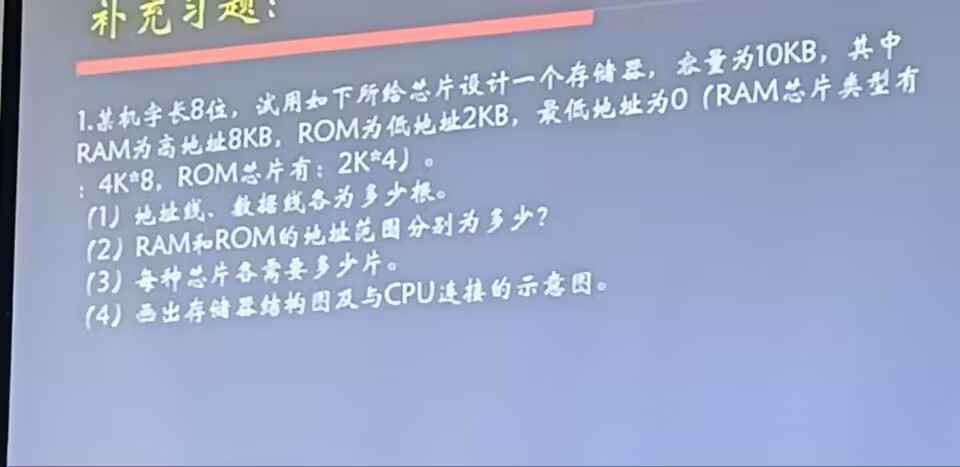 补充习题：
1.某机字长8位，试用如下所给芯片设计一个存储器，容量为10KB，其中
RAM为高地址8KB，ROM为低地址2KB，最低地址为0（RAM芯片类型有
：4K*8，ROM芯片有：2K*4）。
(1）地址线、数据线各为多少根。
(2）RAM和ROM的地址范围分别为多少？
(3）每种芯片各需要多少片。
(4）画出存储器结构图及与CPU连接的示意图。